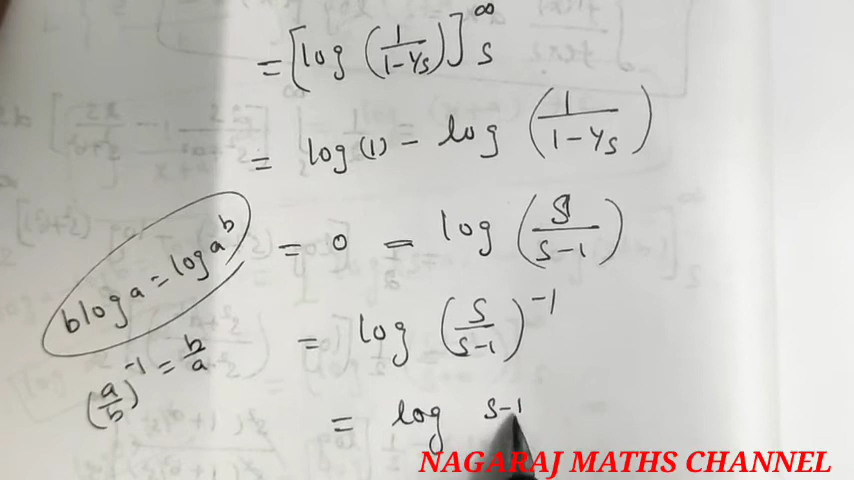 = [log (1/(1-1/s))]^∞_s
= log(1) - log (1/(1-1/s))
= 0 - log (s/(s-1))
b log a = log a^b
= log (s/(s-1))^-1
(a/b)^-1 = b/a
= log s-1
NAGARAJ MATHS CHANNEL